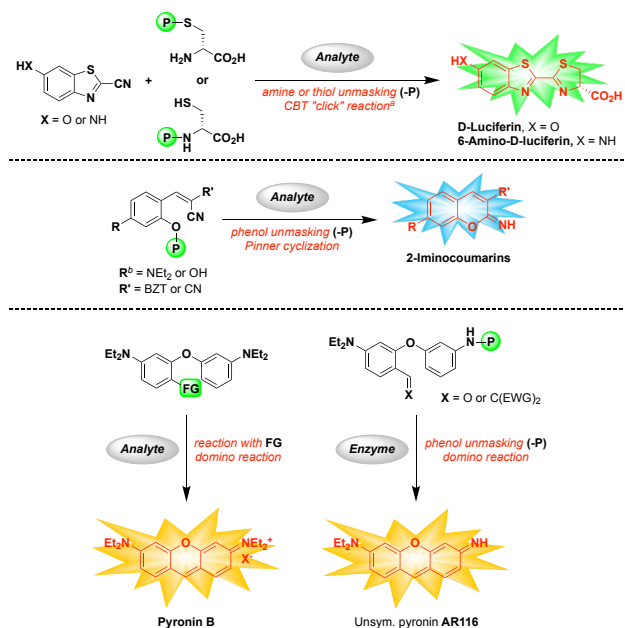 P S
H2N CO2H
HX S CN
N
+
or
X = O or NH
HS
P N CO2H
H
Analyte
amine or thiol unmasking (-P)
CBT "click" reactionᵃ
HX S S
N N
CO2H
D-Luciferin, X = O
6-Amino-D-luciferin, X = NH
R'
CN
R O
P
Rᵇ = NEt2 or OH
R' = BZT or CN
Analyte
phenol unmasking (-P)
Pinner cyclization
R'
R O NH
2-Iminocoumarins
Et2N O NEt2
FG
Et2N O H
N P
X
X = O or C(EWG)2
Analyte
reaction with FG
domino reaction
Enzyme
phenol unmasking (-P)
domino reaction
Et2N O NEt2+
X-
Pyronin B
Et2N O NH
Unsym. pyronin AR116